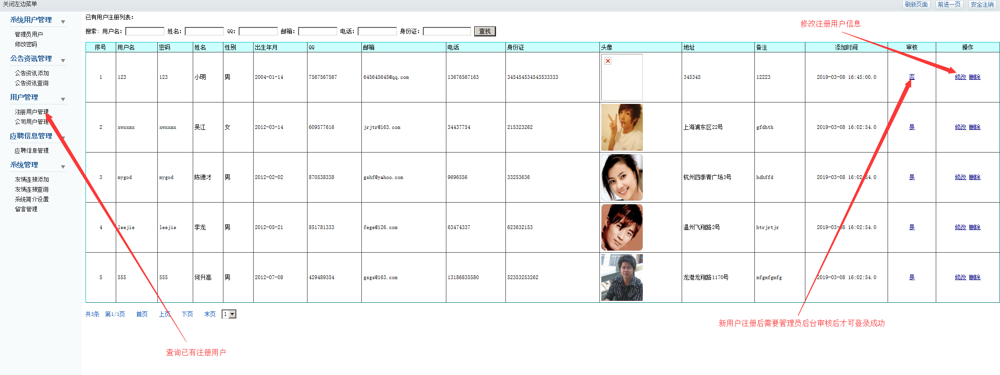 关闭左边菜单
刷新页面 前进一页 安全注销
系统用户管理
管理员用户
修改密码
公告资讯管理
公告资讯添加
公告资讯查询
用户管理
注册用户管理
公司用户管理
应聘信息管理
应聘信息管理
系统管理
友情连接添加
友情连接查询
系统简介设置
留言管理
已有用户注册列表：
搜索: 用户名: 姓名: QQ: 邮箱: 电话: 身份证: 查找
修改注册用户信息
序号 用户名 密码 姓名 性别 出生年月 QQ 邮箱 电话 身份证 头像 地址 备注 添加时间 审核 操作
1 123 123 小明 男 2004-01-14 7567567567 645645645@qq.com 13676567163 345454534543533333 345345 12223 2019-03-08 16:45:00.0 否 修改 删除
2 xwxxmx xwxxmx 吴江 女 2012-03-14 609577616 jrjtr@163.com 34437754 215323262 上海浦东区22号 gfdhth 2019-03-08 16:02:54.0 是 修改 删除
3 mygod mygod 陈德才 男 2012-02-02 870538338 gshf@yahoo.com 9696556 33253636 杭州四季青广场3号 hdhffd 2019-03-08 16:02:54.0 是 修改 删除
4 leejie leejie 李龙 男 2012-05-21 851781333 fege@126.com 63474337 623632153 温州飞翔路2号 htrjrtjr 2019-03-08 16:02:54.0 是 修改 删除
5 555 555 何升高 男 2012-07-08 429489354 gsgs@163.com 13186835580 52353253262 龙港龙翔路1170号 mfgmfgmfg 2019-03-08 16:02:54.0 是 修改 删除
共5条 第1/1页 首页 上页 下页 末页 1
新用户注册后需要管理员后台审核后才可登录成功
查询已有注册用户